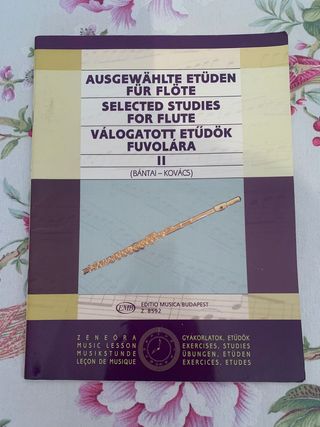 AUSGEWÄHLTE ETÜDEN
FÜR FLÖTE
SELECTED STUDIES
FOR FLUTE
VÁLOGATOTT ETŰDÖK
FUVOLÁRA
II
(BÁNTAI – KOVÁCS)
EMB
EDITIO MUSICA BUDAPEST
Z. 8592
ZENEÓRA
MUSIC LESSON
MUSIKSTUNDE
LEÇON DE MUSIQUE
GYAKORLATOK, ETŰDÖK
EXERCISES, STUDIES
ÜBUNGEN, ETÜDEN
EXERCICES, ETUDES